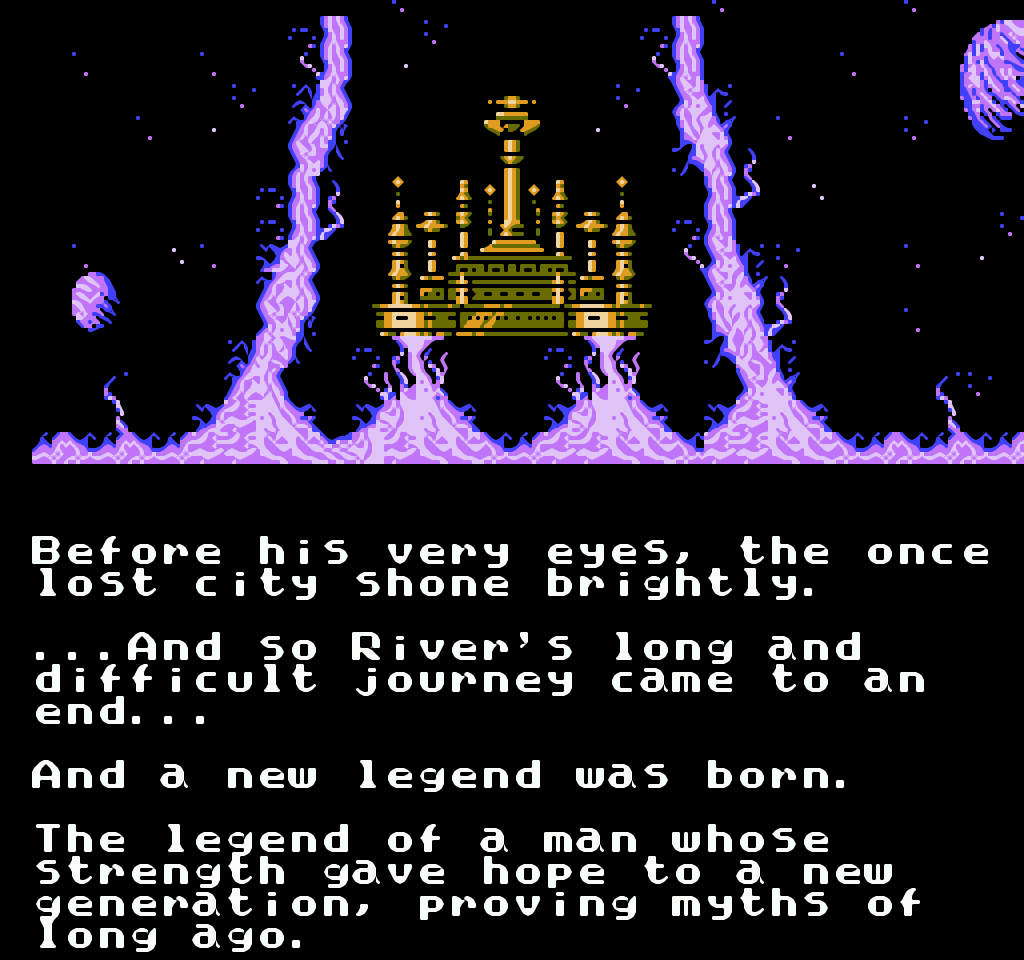 Before his very eyes, the once
lost city shone brightly.
...And so River's long and
difficult journey came to an
end...
And a new legend was born.
The legend of a man whose
strength gave hope to a new
generation, proving myths of
long ago.